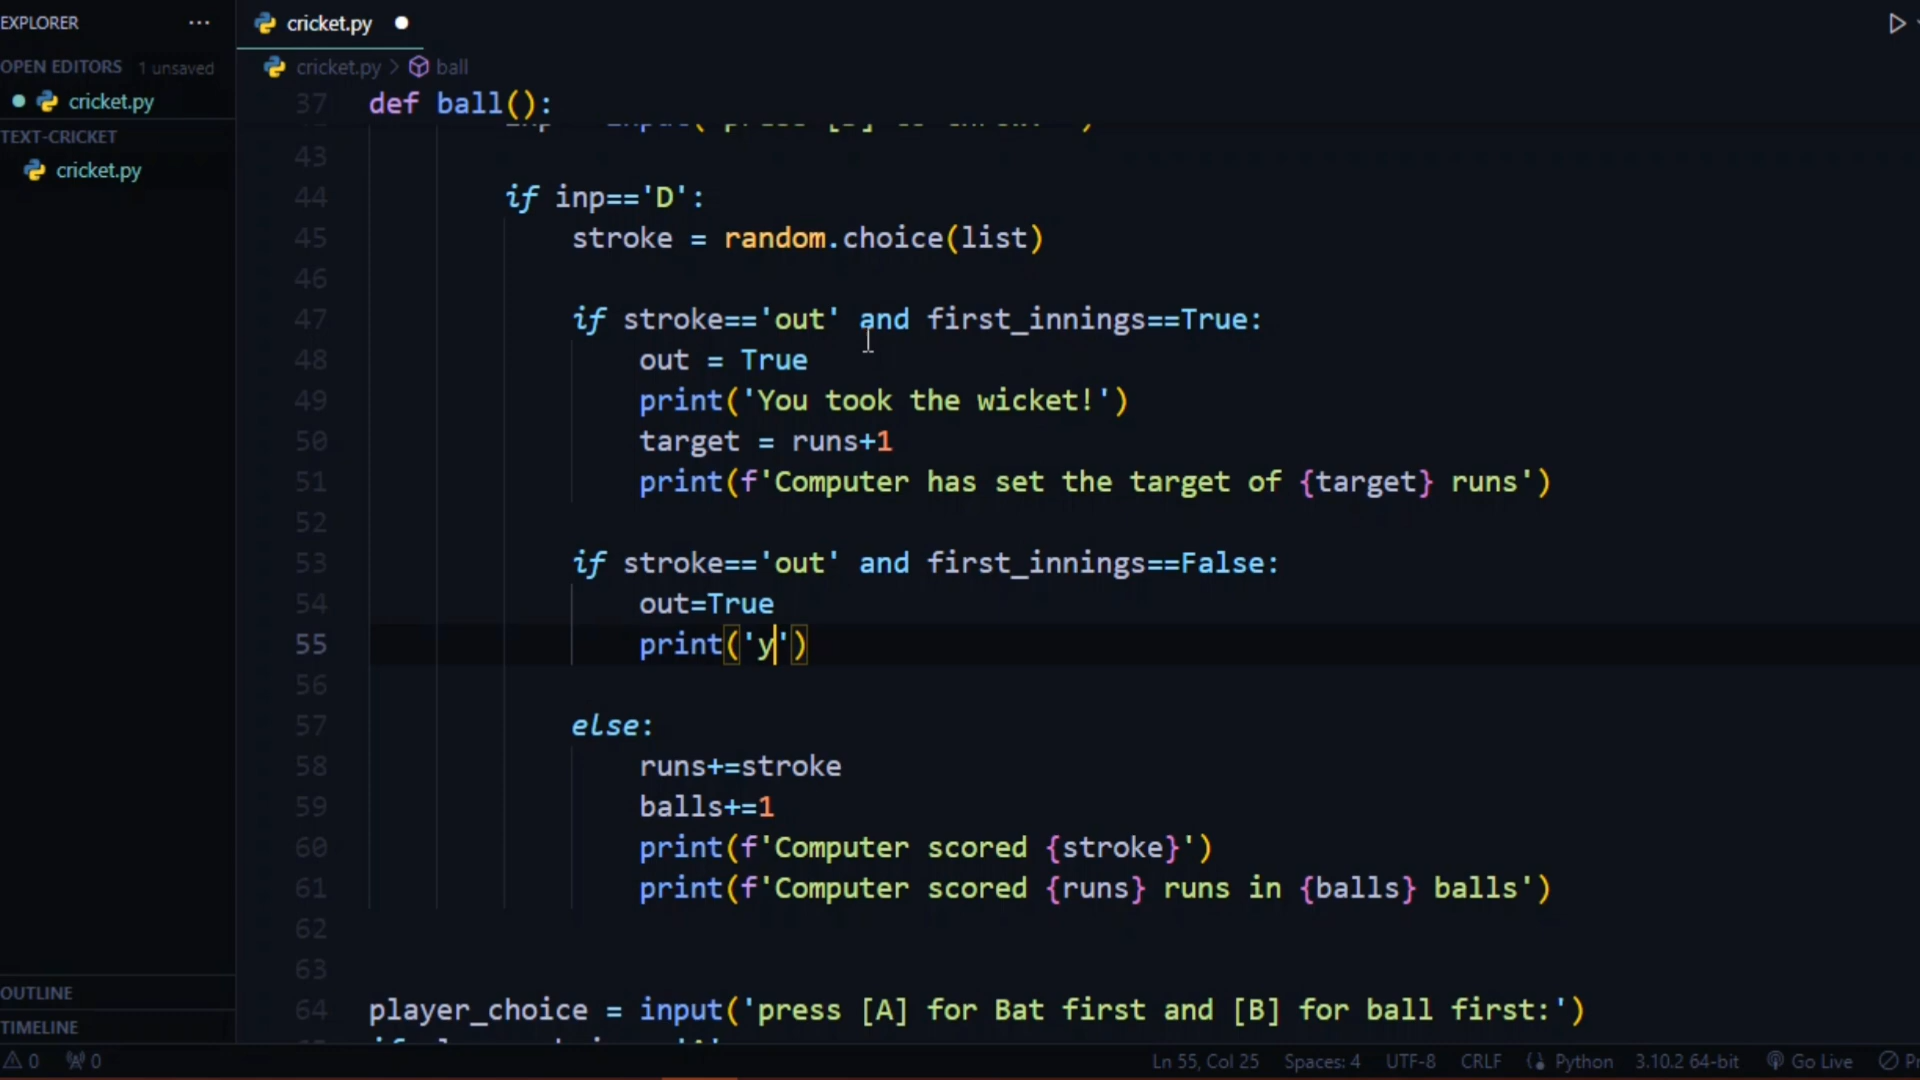 EXPLORER ...
cricket.py
OPEN EDITORS 1 unsaved
cricket.py > ball
cricket.py
37 def ball():
TEXT-CRICKET
43
cricket.py
44 if inp=='D':
45 stroke = random.choice(list)
46
47 if stroke=='out' and first_innings==True:
48 out = True
49 print('You took the wicket!')
50 target = runs+1
51 print(f'Computer has set the target of {target} runs')
52
53 if stroke=='out' and first_innings==False:
54 out=True
55 print('y')
56
57 else:
58 runs+=stroke
59 balls+=1
60 print(f'Computer scored {stroke}')
61 print(f'Computer scored {runs} runs in {balls} balls')
62
63
OUTLINE
64 player_choice = input('press [A] for Bat first and [B] for ball first:')
TIMELINE
0 0 Ln 55, Col 25 Spaces: 4 UTF-8 CRLF Python 3.10.2 64-bit Go Live